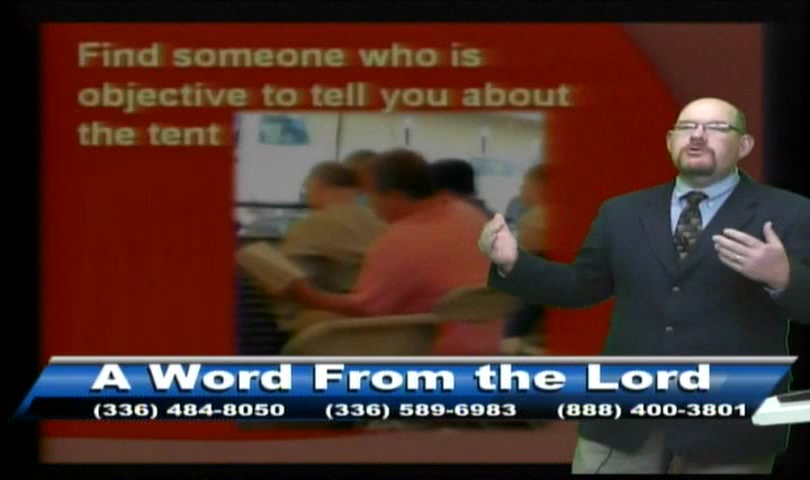 Find someone who is
objective to tell you about
the tent
A Word From the Lord
(336) 484-8050 (336) 589-6983 (888) 400-3801